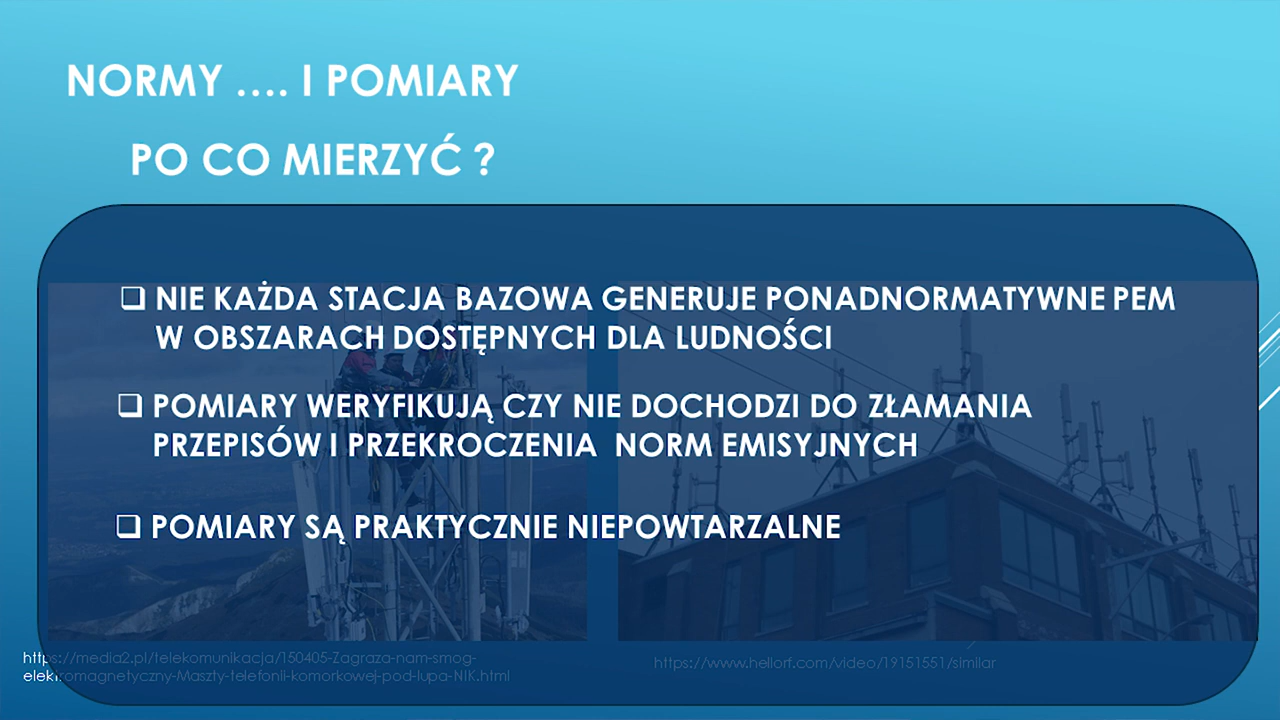 NORMY .... I POMIARY
PO CO MIERZYĆ ?
❑ NIE KAŻDA STACJA BAZOWA GENERUJE PONADNORMATYWNE PEM
W OBSZARACH DOSTĘPNYCH DLA LUDNOŚCI
❑ POMIARY WERYFIKUJĄ CZY NIE DOCHODZI DO ZŁAMANIA
PRZEPISÓW I PRZEKROCZENIA NORM EMISYJNYCH
❑ POMIARY SĄ PRAKTYCZNIE NIEPOWTARZALNE
https://media2.pl/telekomunikacja/150405-Zagraza-nam-smog-
elektromagnetyczny-Maszty-telefonii-komorkowej-pod-lupa-NIK.html
https://www.hellorf.com/video/19151551/similar